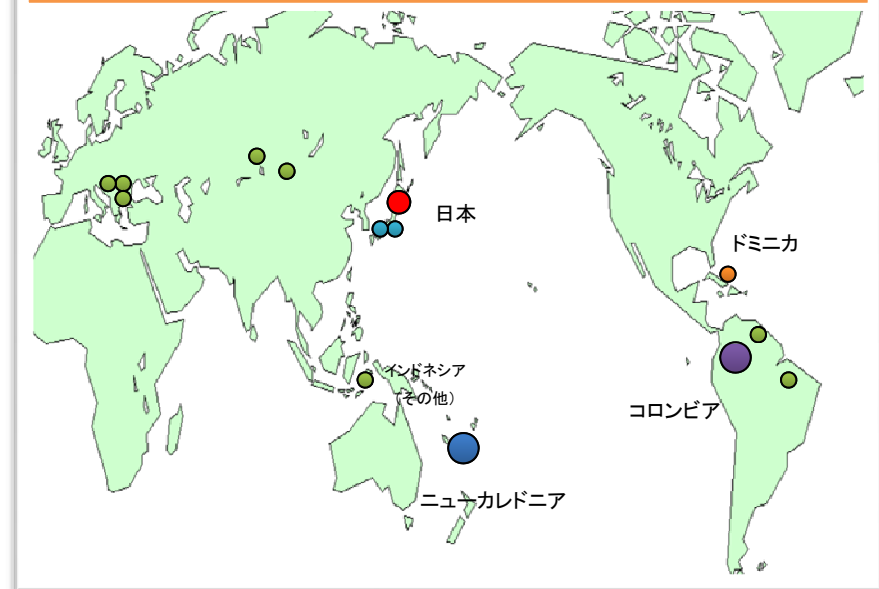 日本
ドミニカ
インドネシア
（その他）
コロンビア
ニューカレドニア